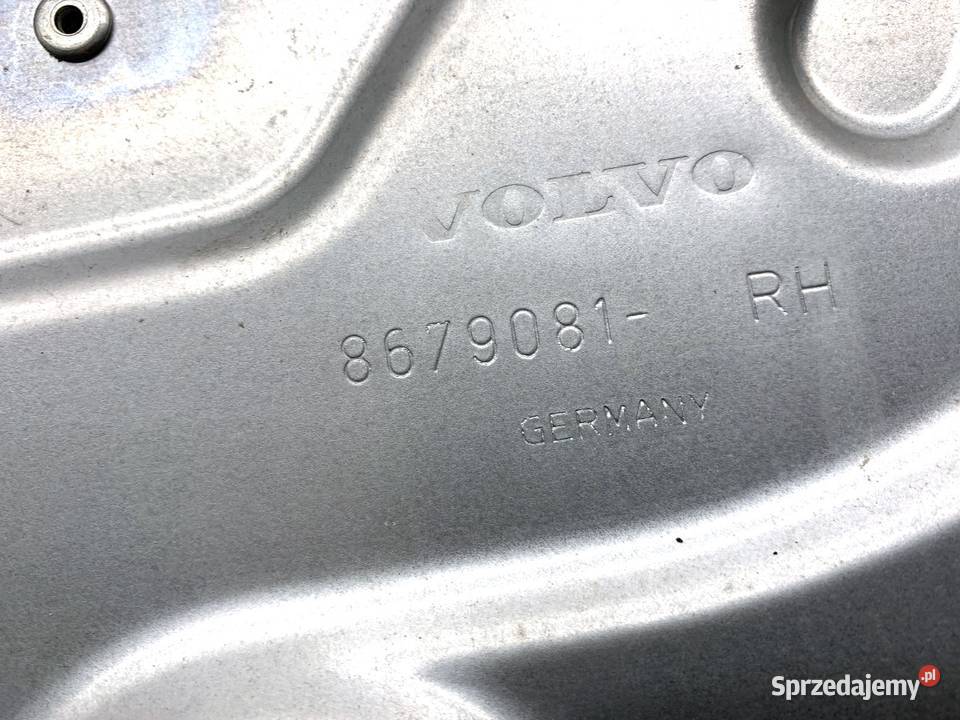 VOLVO
8679081- RH
GERMANY
Sprzedajemy.pl